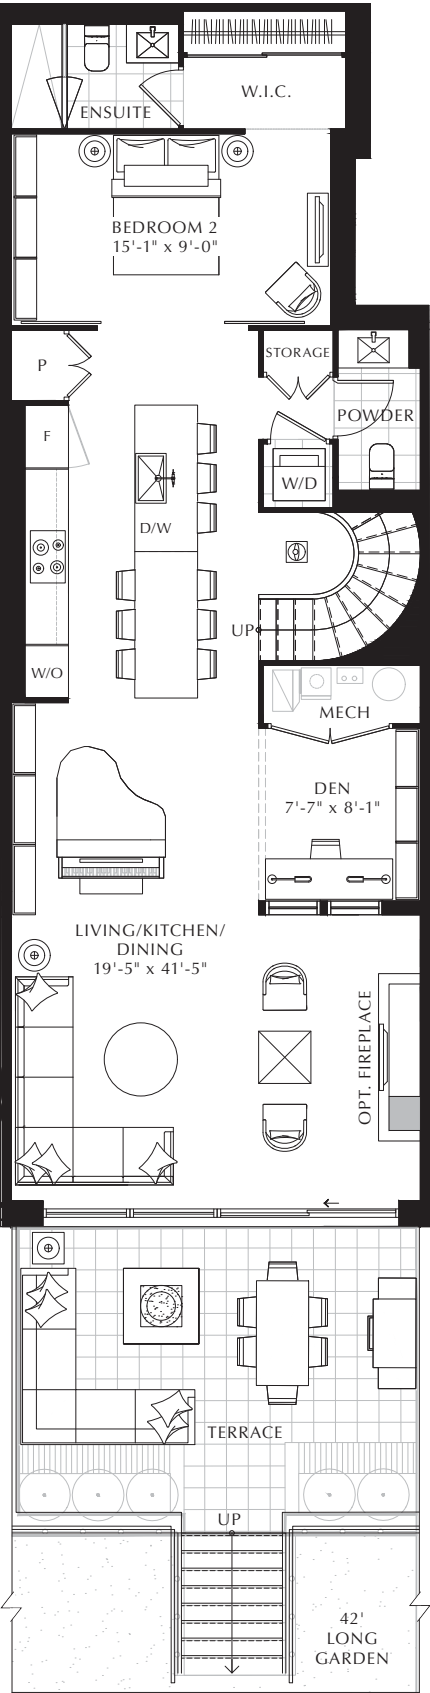 ENSUITE
W.I.C.
BEDROOM 2
15'-1" x 9'-0"
P
STORAGE
POWDER
F
W/D
D/W
UP
W/O
MECH
DEN
7'-7" x 8'-1"
LIVING/KITCHEN/
DINING
19'-5" x 41'-5"
OPT. FIREPLACE
TERRACE
UP
42'
LONG
GARDEN